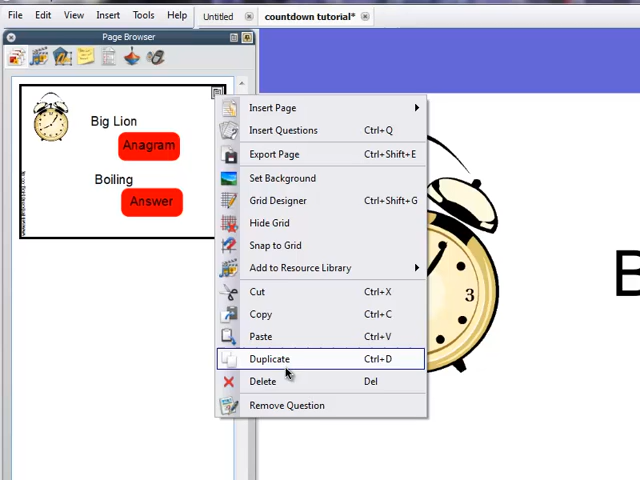 File Edit View Insert Tools Help Untitled countdown tutorial*
Page Browser
Big Lion
Anagram
Boiling
Answer
Insert Page
Insert Questions Ctrl+Q
Export Page Ctrl+Shift+E
Set Background
Grid Designer Ctrl+Shift+G
Hide Grid
Snap to Grid
Add to Resource Library
Cut Ctrl+X
Copy Ctrl+C
Paste Ctrl+V
Duplicate Ctrl+D
Delete Del
Remove Question
3
B